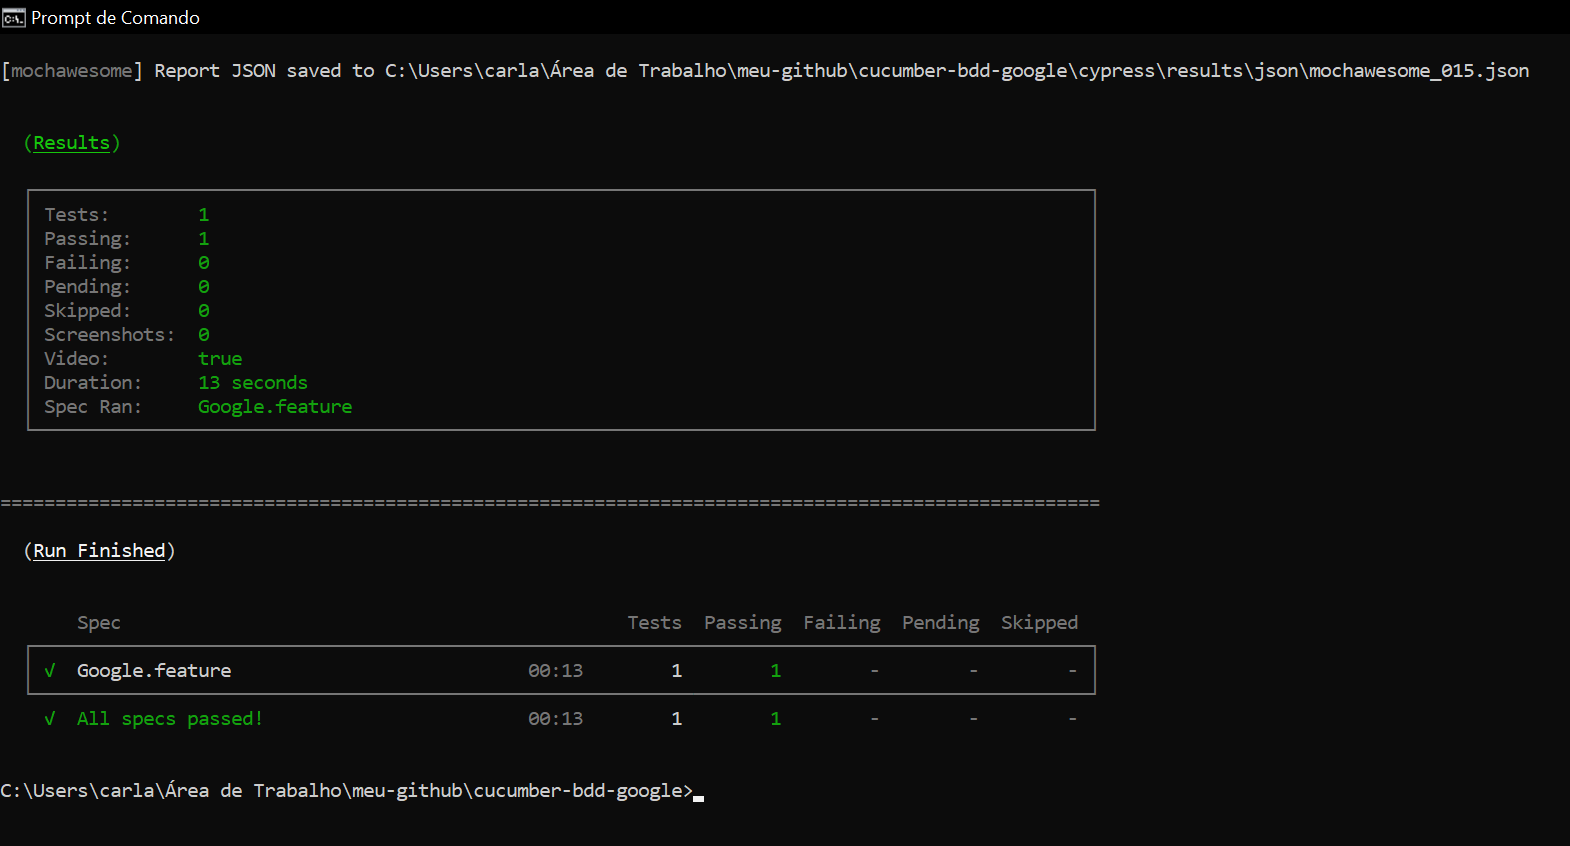 Prompt de Comando
[mochawesome] Report JSON saved to C:\Users\carla\Área de Trabalho\meu-github\cucumber-bdd-google\cypress\results\json\mochawesome_015.json
(Results)
Tests: 1
Passing: 1
Failing: 0
Pending: 0
Skipped: 0
Screenshots: 0
Video: true
Duration: 13 seconds
Spec Ran: Google.feature
====================================================================================================
(Run Finished)
Spec Tests Passing Failing Pending Skipped
√ Google.feature 00:13 1 1 - - -
√ All specs passed! 00:13 1 1 - - -
C:\Users\carla\Área de Trabalho\meu-github\cucumber-bdd-google>